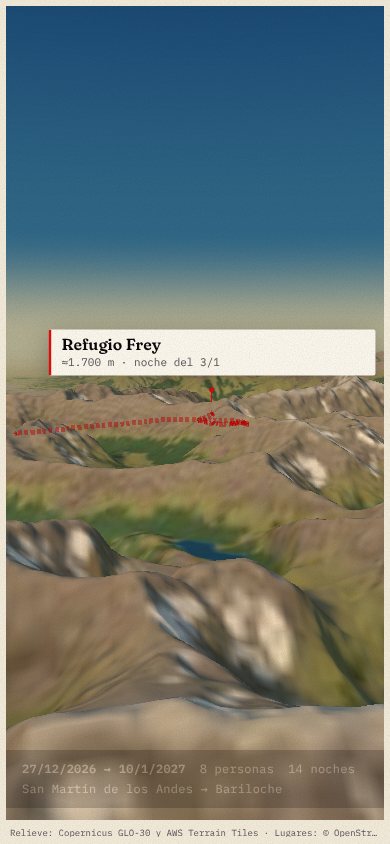 Refugio Frey
≈1.700 m · noche del 3/1
27/12/2026 → 10/1/2027 8 personas 14 noches
San Martín de los Andes → Bariloche
Relieve: Copernicus GLO-30 y AWS Terrain Tiles · Lugares: © OpenStr…